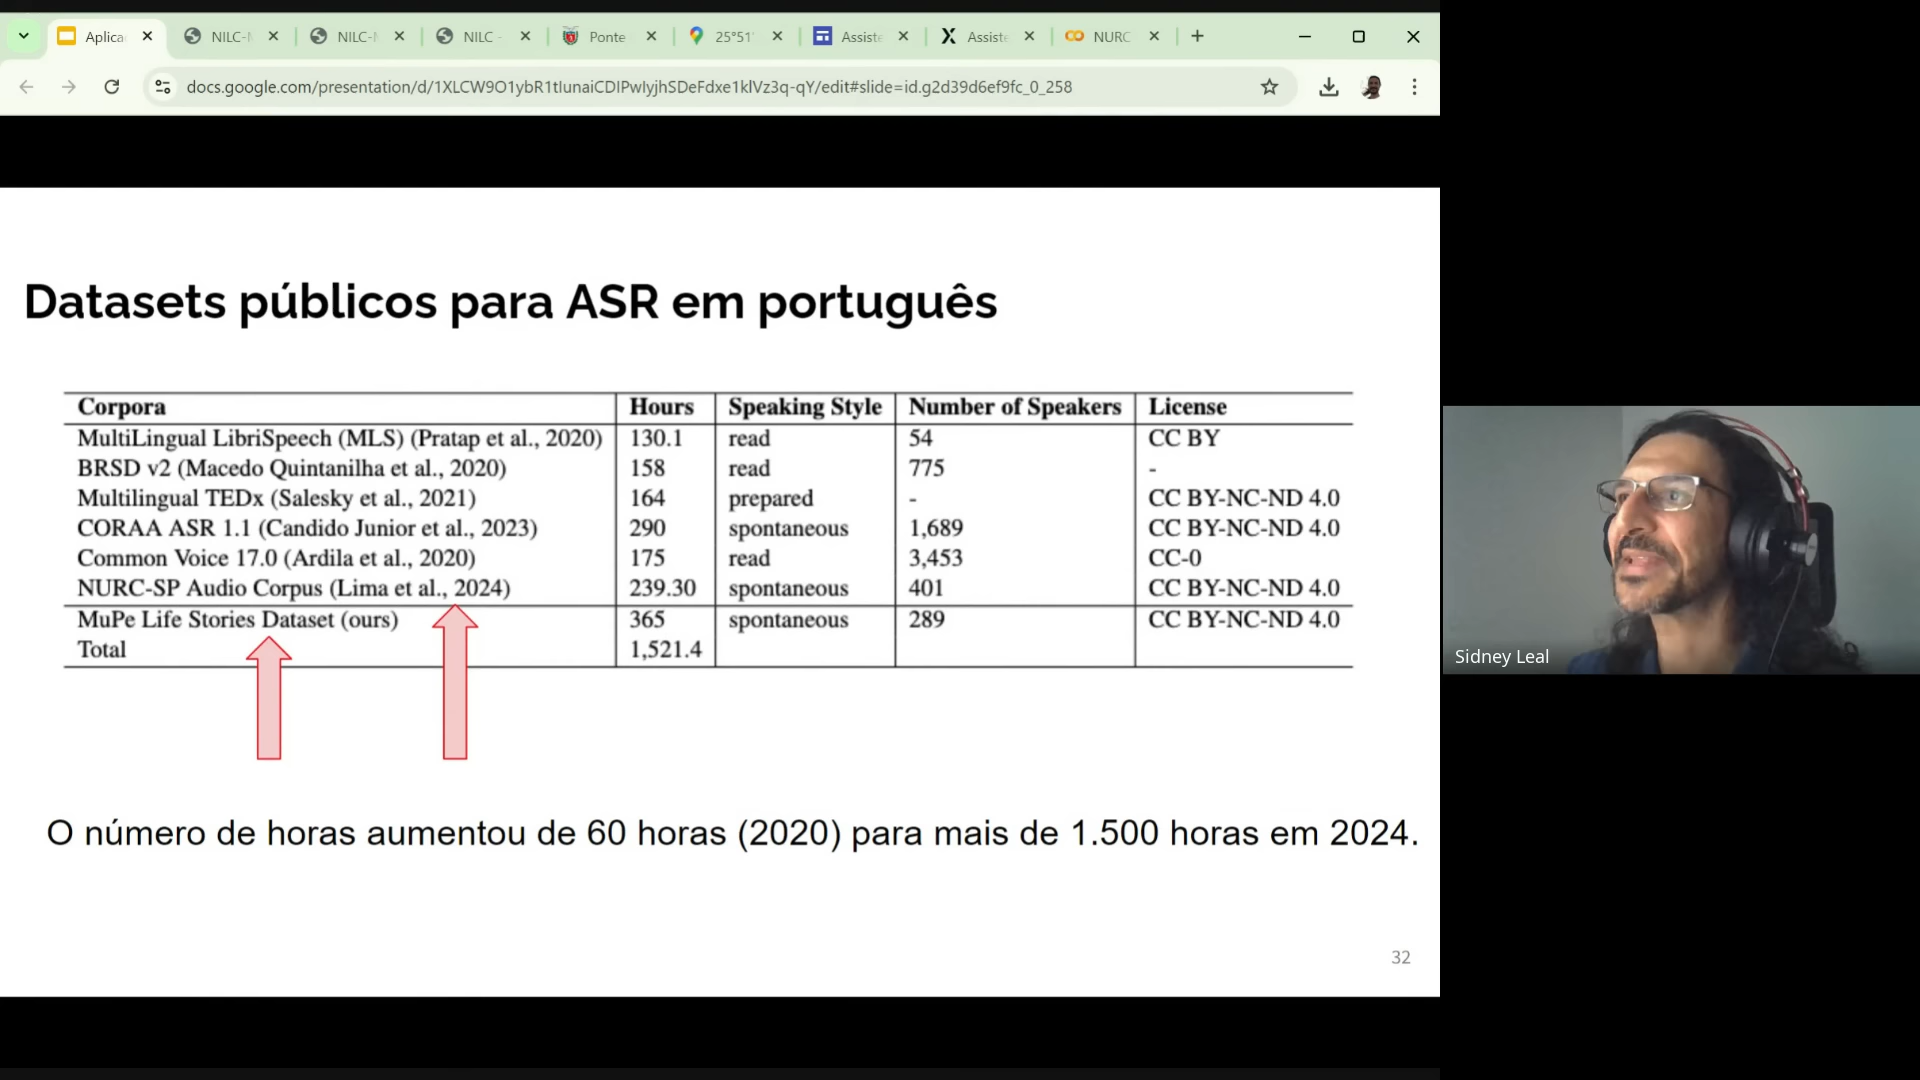 Aplica
NILC-
NILC-
NILC -
Ponte
25°51'
Assiste
Assiste
NURC
docs.google.com/presentation/d/1XLCW9O1ybR1tIunaiCDIPwIyjhSDeFdxe1klVz3q-qY/edit#slide=id.g2d39d6ef9fc_0_258
Datasets públicos para ASR em português
Corpora Hours Speaking Style Number of Speakers License
MultiLingual LibriSpeech (MLS) (Pratap et al., 2020) 130.1 read 54 CC BY
BRSD v2 (Macedo Quintanilha et al., 2020) 158 read 775 -
Multilingual TEDx (Salesky et al., 2021) 164 prepared - CC BY-NC-ND 4.0
CORAA ASR 1.1 (Candido Junior et al., 2023) 290 spontaneous 1,689 CC BY-NC-ND 4.0
Common Voice 17.0 (Ardila et al., 2020) 175 read 3,453 CC-0
NURC-SP Audio Corpus (Lima et al., 2024) 239.30 spontaneous 401 CC BY-NC-ND 4.0
MuPe Life Stories Dataset (ours) 365 spontaneous 289 CC BY-NC-ND 4.0
Total 1,521.4
O número de horas aumentou de 60 horas (2020) para mais de 1.500 horas em 2024.
32
Sidney Leal